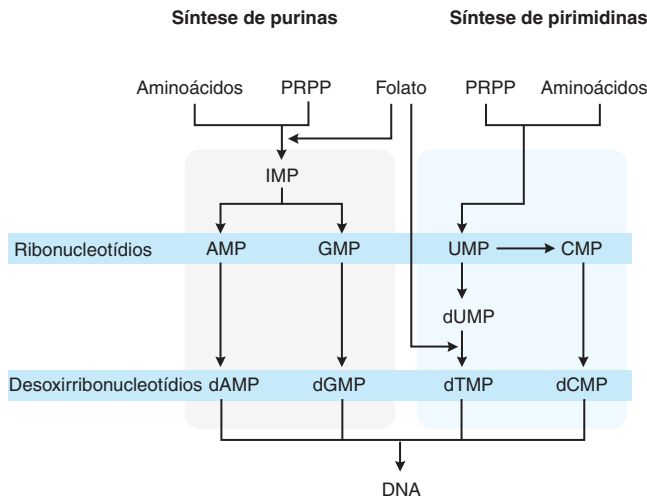 Síntese de purinas Síntese de pirimidinas
Aminoácidos PRPP Folato PRPP Aminoácidos
IMP
Ribonucleotídios AMP GMP UMP CMP
dUMP
Desoxirribonucleotídios dAMP dGMP dTMP dCMP
DNA